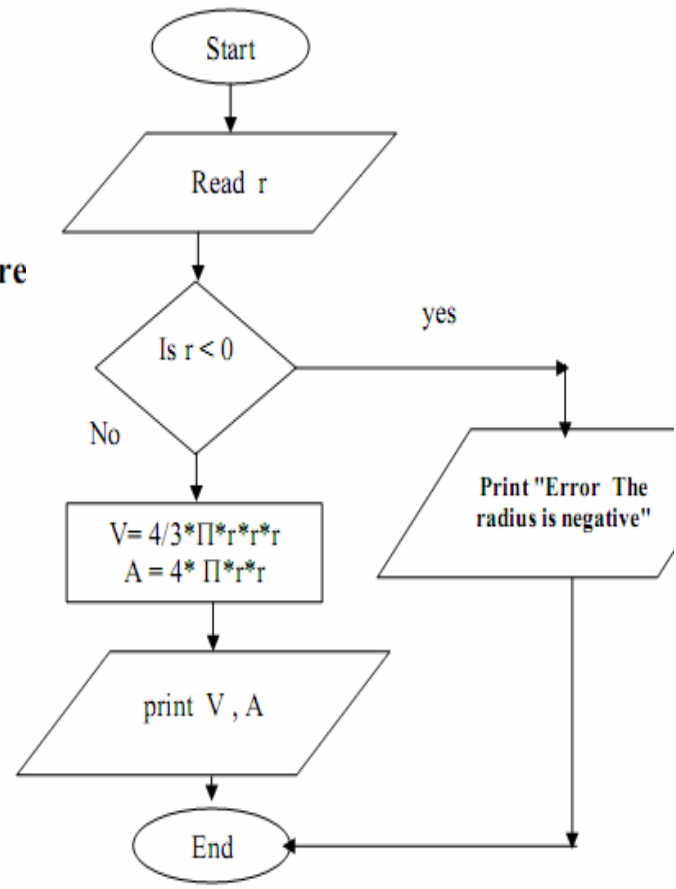 Start
Read r
re
Is r < 0
yes
No
Print "Error The
radius is negative"
V= 4/3*Π*r*r*r
A = 4* Π*r*r
print V , A
End